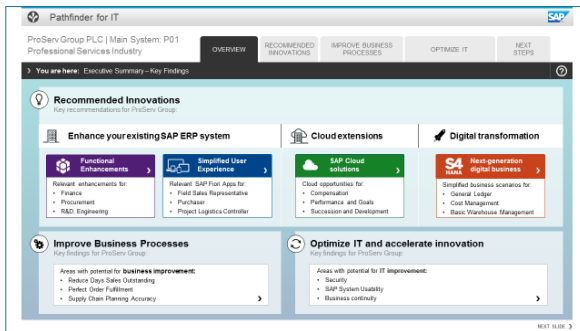 Pathfinder for IT
SAP
ProServ Group PLC | Main System: P01
Professional Services Industry
OVERVIEW
RECOMMENDED
INNOVATIONS
IMPROVE BUSINESS
PROCESSES
OPTIMIZE IT
NEXT
STEPS
You are here: Executive Summary – Key Findings
Recommended Innovations
Key recommendations for ProServ Group:
Enhance your existing SAP ERP system
Cloud extensions
Digital transformation
Functional
Enhancements
Relevant enhancements for:
• Finance
• Procurement
• R&D, Engineering
Simplified User
Experience
Relevant SAP Fiori Apps for:
• Field Sales Representative
• Purchaser
• Project Logistics Controller
SAP Cloud
solutions
Cloud opportunities for:
• Compensation
• Performance and Goals
• Succession and Development
S4
HANA
Next-generation
digital business
Simplified business scenarios for:
• General Ledger
• Cost Management
• Basic Warehouse Management
Improve Business Processes
Key findings for ProServ Group:
Areas with potential for business improvement:
• Reduce Days Sales Outstanding
• Perfect Order Fulfillment
• Supply Chain Planning Accuracy
Optimize IT and accelerate innovation
Key findings for ProServ Group:
Areas with potential for IT improvement:
• Security
• SAP System Usability
• Business continuity
NEXT SLIDE